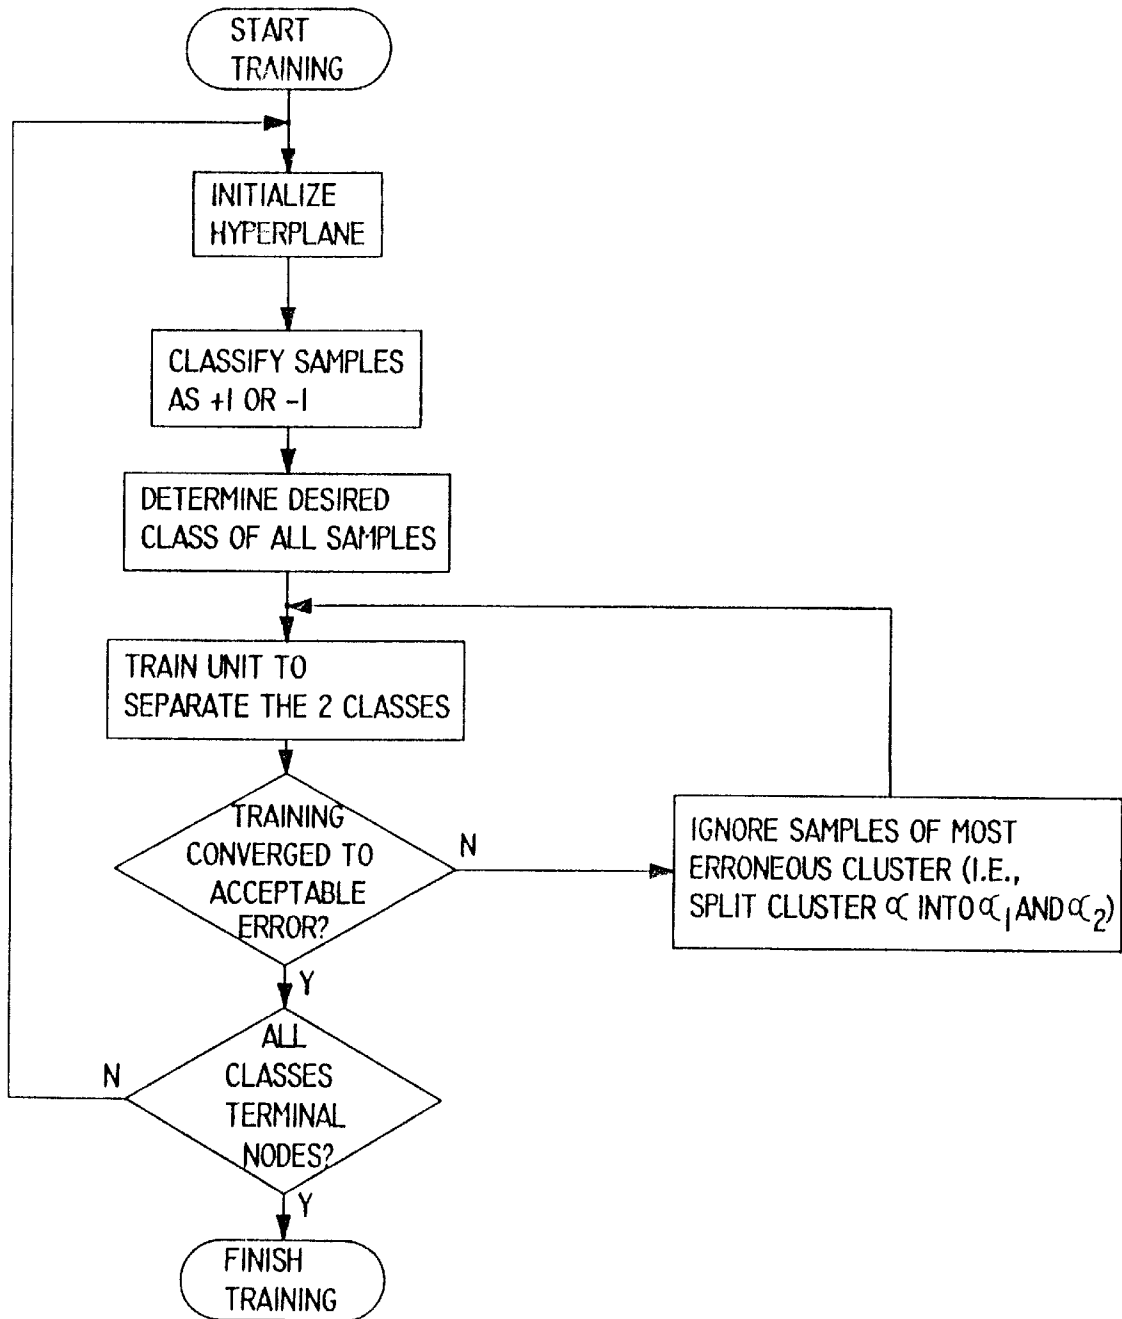 START
TRAINING
INITIALIZE
HYPERPLANE
CLASSIFY SAMPLES
AS +1 OR -1
DETERMINE DESIRED
CLASS OF ALL SAMPLES
TRAIN UNIT TO
SEPARATE THE 2 CLASSES
TRAINING
CONVERGED TO
ACCEPTABLE
ERROR?
N
IGNORE SAMPLES OF MOST
ERRONEOUS CLUSTER (I.E.,
SPLIT CLUSTER ∝ INTO ∝₁ AND ∝₂)
Y
ALL
CLASSES
TERMINAL
NODES?
N
Y
FINISH
TRAINING